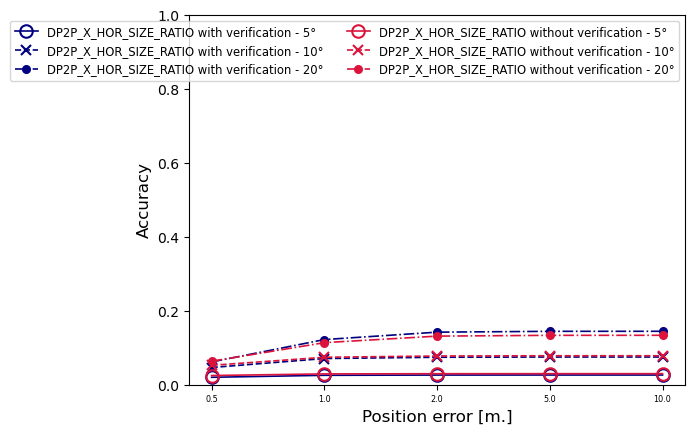 1.0
DP2P_X_HOR_SIZE_RATIO with verification - 5°
DP2P_X_HOR_SIZE_RATIO with verification - 10°
DP2P_X_HOR_SIZE_RATIO with verification - 20°
DP2P_X_HOR_SIZE_RATIO without verification - 5°
DP2P_X_HOR_SIZE_RATIO without verification - 10°
DP2P_X_HOR_SIZE_RATIO without verification - 20°
0.8
0.6
0.4
0.2
0.0
Accuracy
0.5
1.0
2.0
5.0
10.0
Position error [m.]